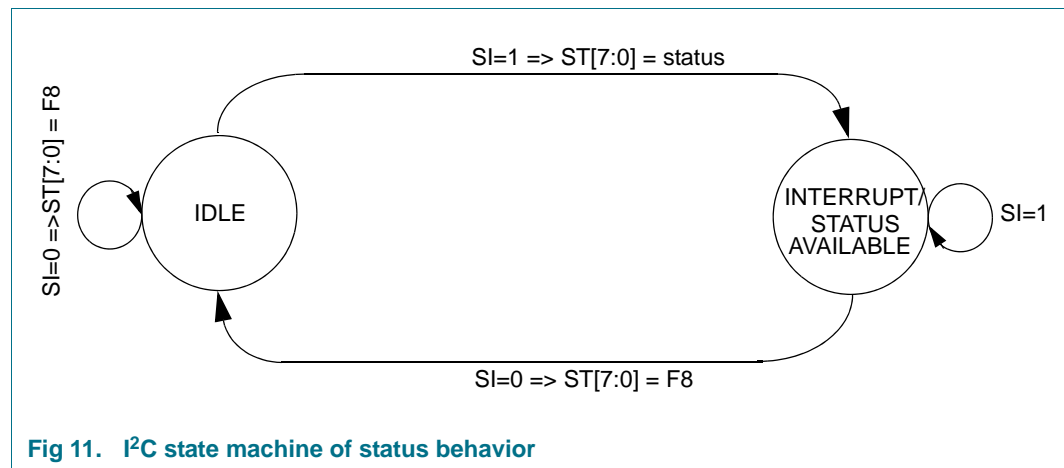 SI=1 => ST[7:0] = status
SI=0 =>ST[7:0] = F8
IDLE
INTERRUPT/
STATUS
AVAILABLE
SI=1
SI=0 => ST[7:0] = F8
Fig 11. I²C state machine of status behavior